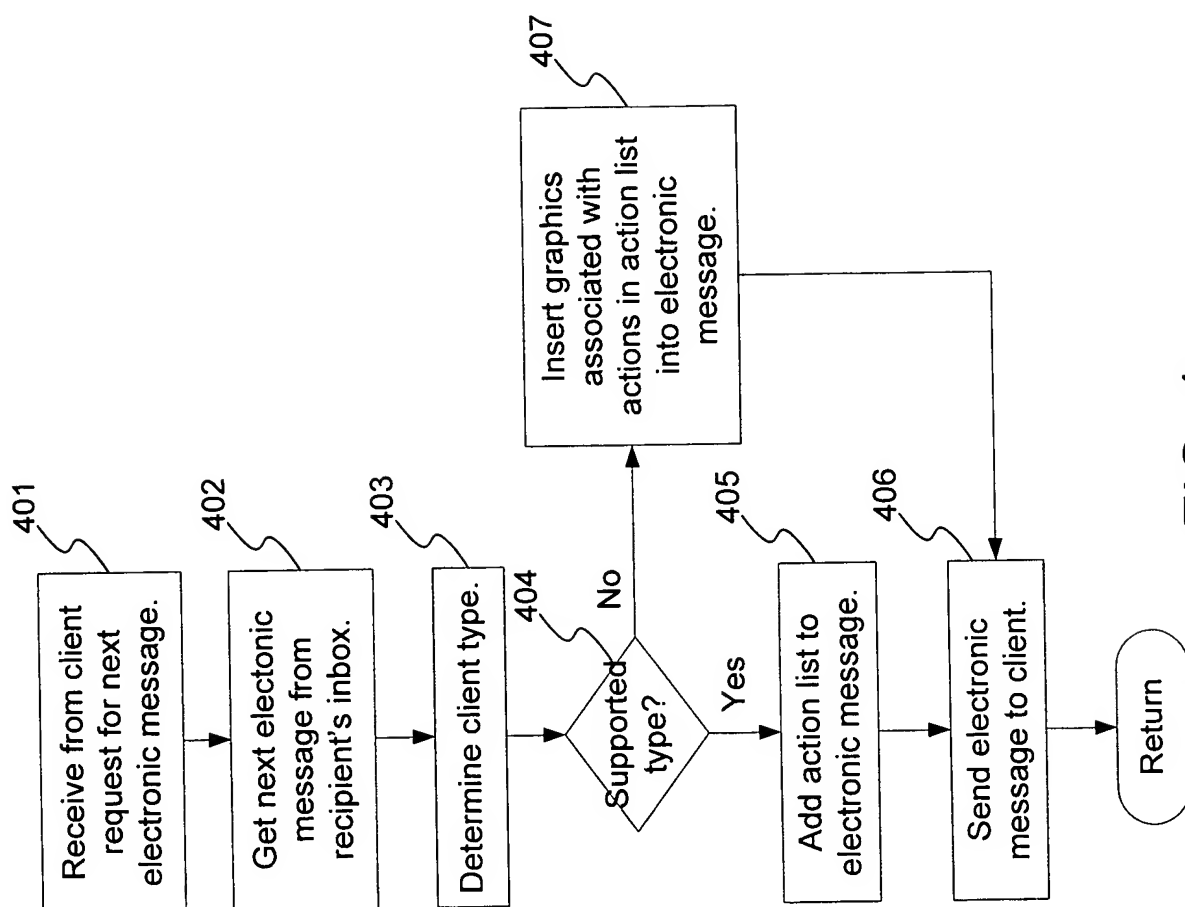 401
Receive from client
request for next
electronic message.
402
Get next electonic
message from
recipient's inbox.
403
Determine client type.
404
Supported
type?
No
Yes
407
Insert graphics
associated with
actions in action list
into electronic
message.
405
Add action list to
electronic message.
406
Send electronic
message to client.
Return